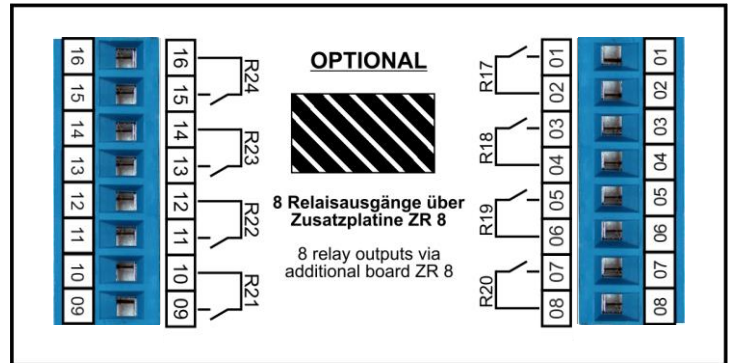 OPTIONAL
8 Relaisausgänge über
Zusatzplatine ZR 8
8 relay outputs via
additional board ZR 8
16
15
14
13
12
11
10
09
16
15
14
13
12
11
10
09
R24
R23
R22
R21
R17
R18
R19
R20
01
02
03
04
05
06
07
08
01
02
03
04
05
06
07
08